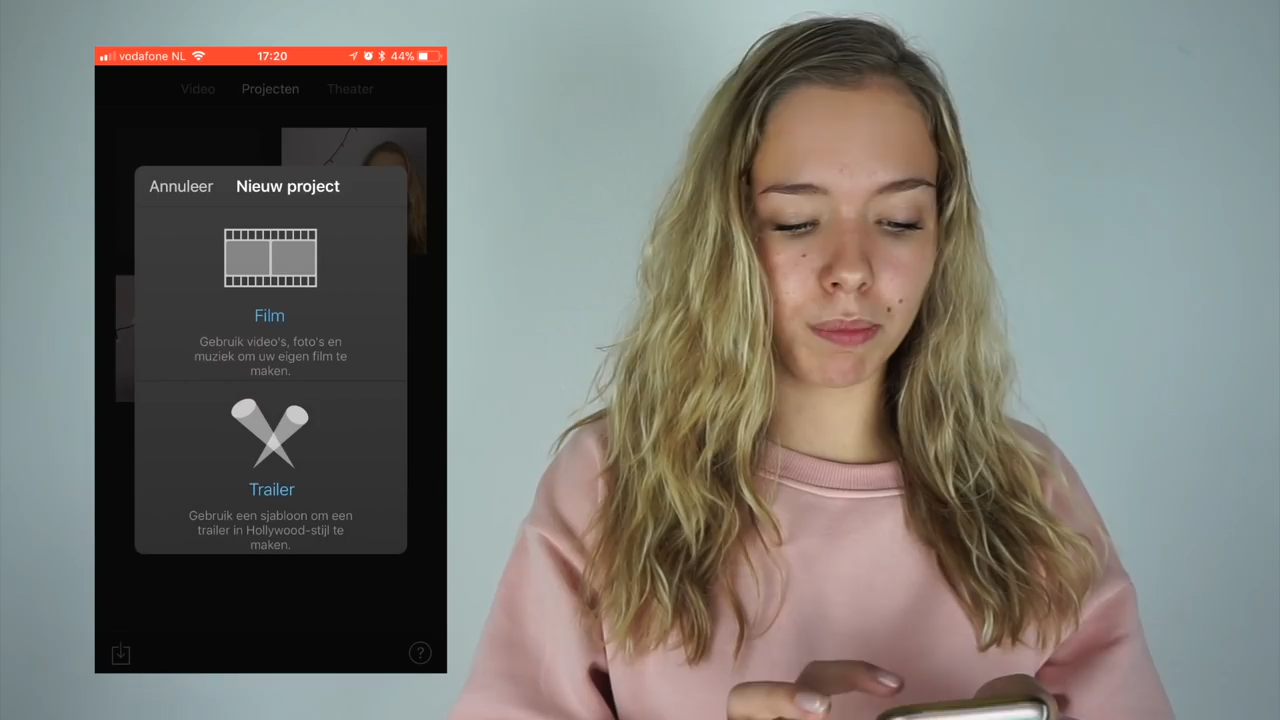 vodafone NL 17:20 44%
Video Projecten Theater
Annuleer Nieuw project
Film
Gebruik video's, foto's en
muziek om uw eigen film te
maken.
Trailer
Gebruik een sjabloon om een
trailer in Hollywood-stijl te
maken.
?